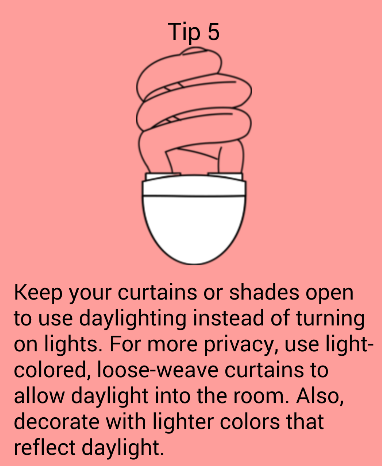 Tip 5
Keep your curtains or shades open
to use daylighting instead of turning
on lights. For more privacy, use light-
colored, loose-weave curtains to
allow daylight into the room. Also,
decorate with lighter colors that
reflect daylight.